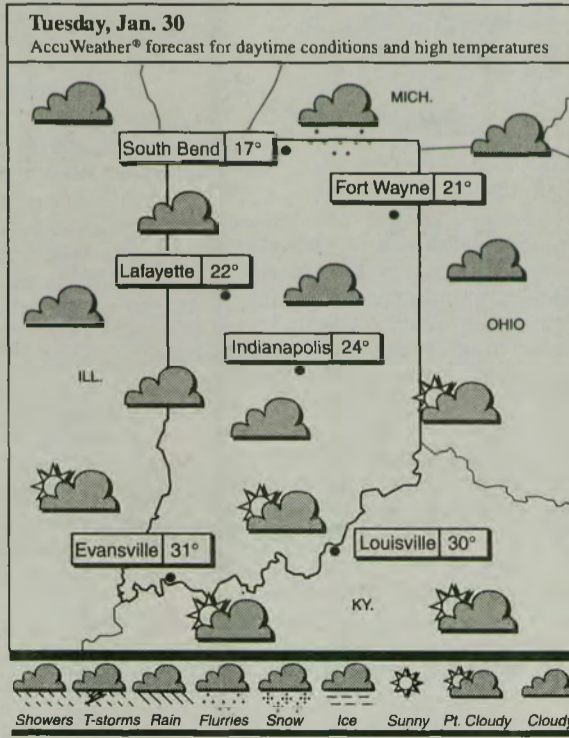 Tuesday, Jan. 30
AccuWeather® forecast for daytime conditions and high temperatures
MICH.
South Bend 17°
Fort Wayne 21°
Lafayette 22°
OHIO
Indianapolis 24°
ILL.
Evansville 31°
Louisville 30°
KY.
Showers T-storms Rain Flurries Snow Ice Sunny Pt. Cloudy Cloudy